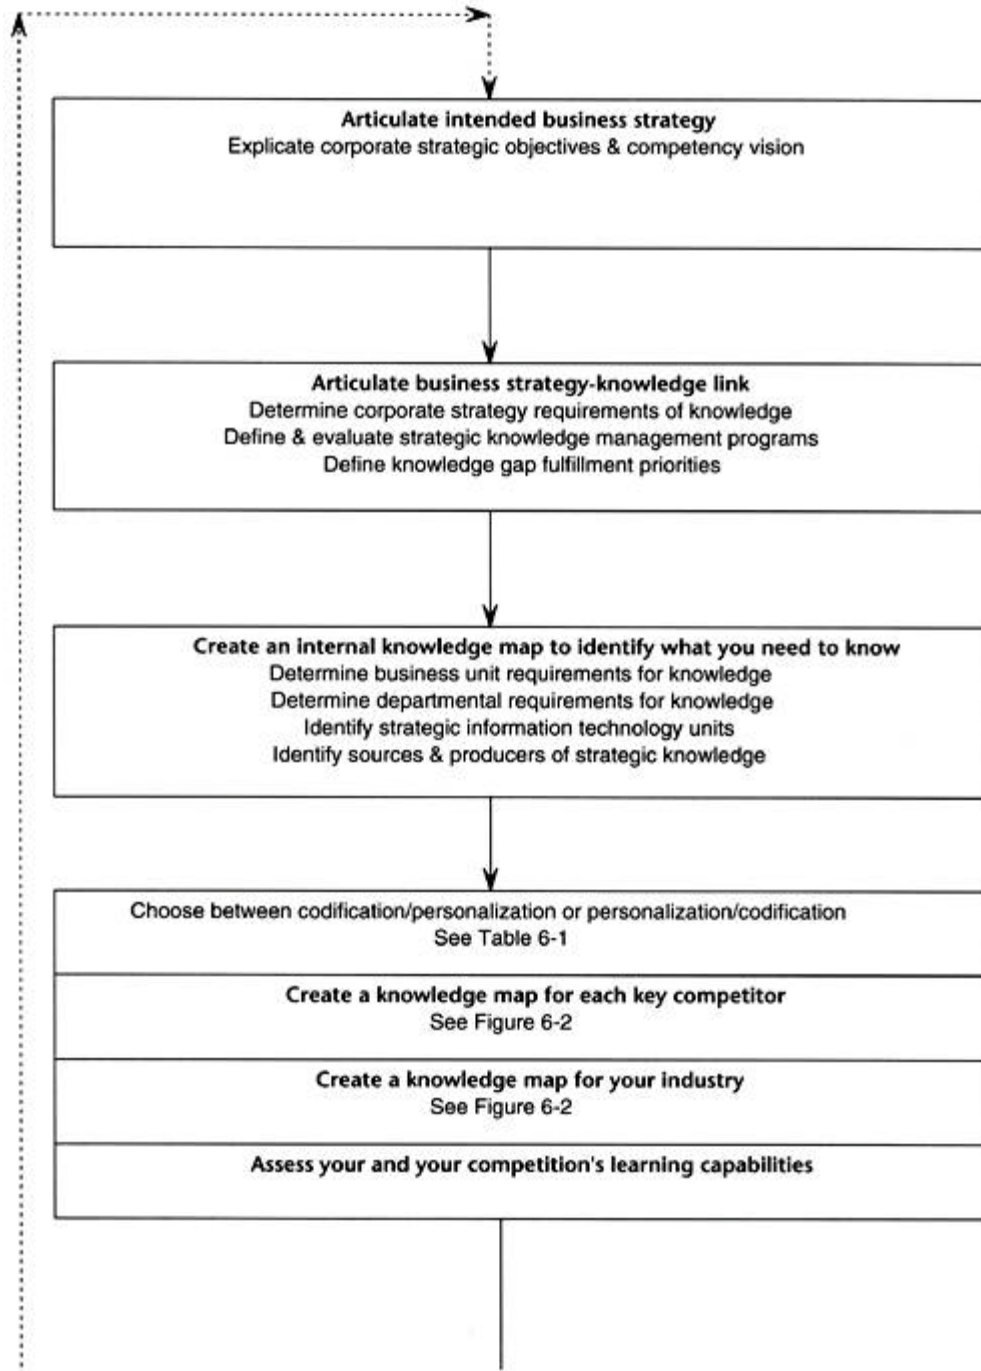 Articulate intended business strategy
Explicate corporate strategic objectives & competency vision
Articulate business strategy-knowledge link
Determine corporate strategy requirements of knowledge
Define & evaluate strategic knowledge management programs
Define knowledge gap fulfillment priorities
Create an internal knowledge map to identify what you need to know
Determine business unit requirements for knowledge
Determine departmental requirements for knowledge
Identify strategic information technology units
Identify sources & producers of strategic knowledge
Choose between codification/personalization or personalization/codification
See Table 6-1
Create a knowledge map for each key competitor
See Figure 6-2
Create a knowledge map for your industry
See Figure 6-2
Assess your and your competition's learning capabilities